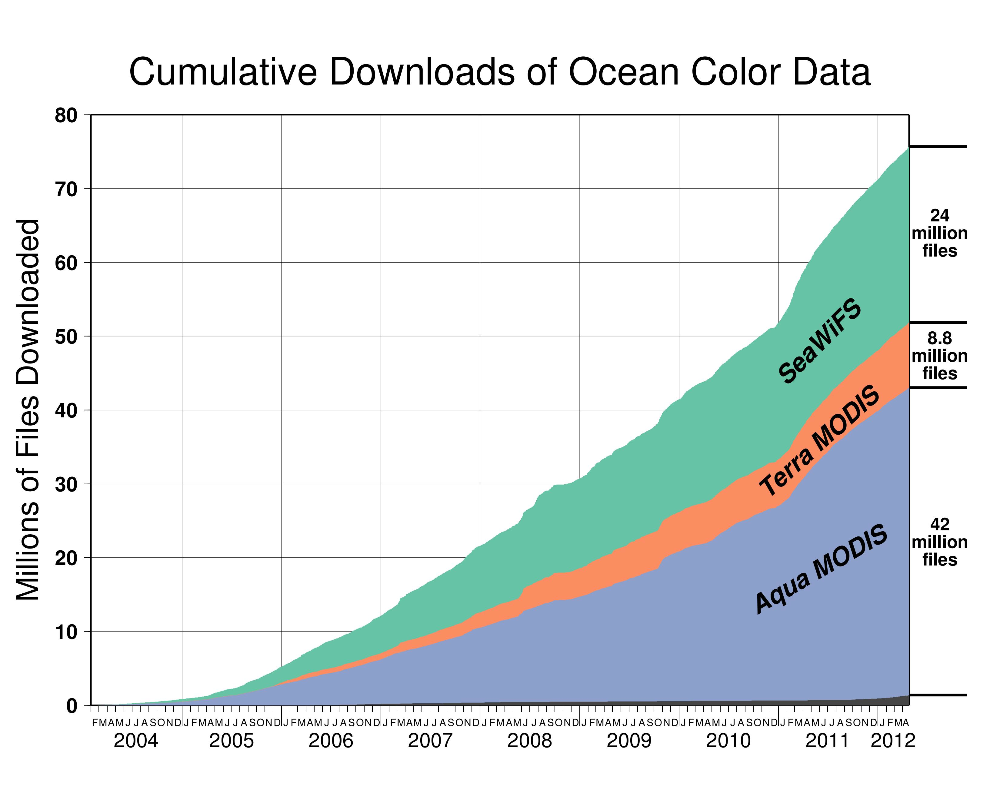 Cumulative Downloads of Ocean Color Data
Millions of Files Downloaded
80
70
60
50
40
30
20
10
0
24
million
files
8.8
million
files
42
million
files
SeaWiFS
Terra MODIS
Aqua MODIS
F M A M J J A S O N D J F M A M J J A S O N D J F M A M J J A S O N D J F M A M J J A S O N D J F M A M J J A S O N D J F M A M J J A S O N D J F M A M J J A S O N D J F M A M J J A S O N D J F M A
2004 2005 2006 2007 2008 2009 2010 2011 2012